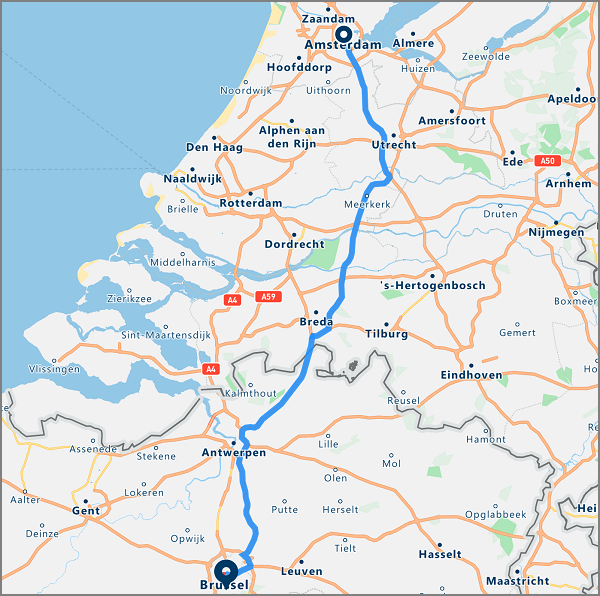 Zaandam
Amsterdam
Almere
Zeewolde
Hoofddorp
Huizen
Noordwijk
Uithoorn
Apeldoo
Amersfoort
Alphen aan
den Rijn
Den Haag
Utrecht
Ede
A50
Naaldwijk
Arnhem
Brielle
Rotterdam
Meerkerk
Druten
Nijmegen
Dordrecht
Middelharnis
's-Hertogenbosch
Zierikzee
A4
A59
Boxmeer
Breda
Tilburg
Gemert
Sint-Maartensdijk
Vlissingen
A4
Eindhoven
Ho
Kalmthout
Reusel
Re
Assenede
Stekene
Antwerpen
Lille
Hamont
Mol
Olen
Aalter
Lokeren
Gent
Putte
Herselt
Opglabbeek
Hei
Deinze
Opwijk
Tielt
Hasselt
Brussel
Leuven
Maastricht